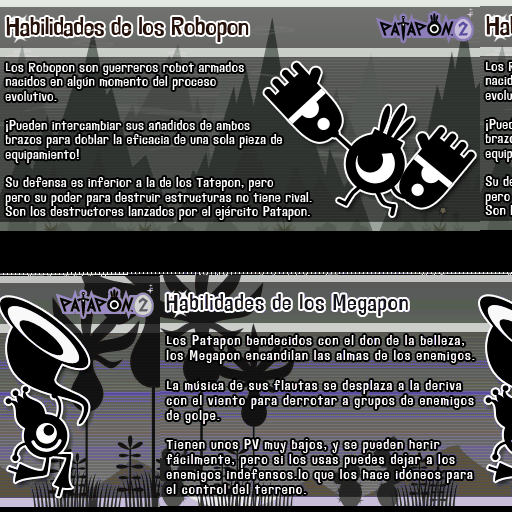 Habilidades de los Robopon
PATAPON 2
Los Robopon son guerreros robot armados
nacidos en algún momento del proceso
evolutivo.
¡Pueden intercambiar sus añadidos de ambos
brazos para doblar la eficacia de una sola pieza de
equipamiento!
Su defensa es inferior a la de los Tatepon, pero
pero su poder para destruir estructuras no tiene rival.
Son los destructores lanzados por el ejército Patapon.
PATAPON 2
Habilidades de los Megapon
Los Patapon bendecidos con el don de la belleza,
los Megapon encandilan las almas de los enemigos.
La música de sus flautas se desplaza a la deriva
con el viento para derrotar a grupos de enemigos
de golpe.
Tienen unos PV muy bajos, y se pueden herir
fácilmente, pero si los usas puedes dejar a los
enemigos indefensos.lo que los hace idóneos para
el control del terreno.